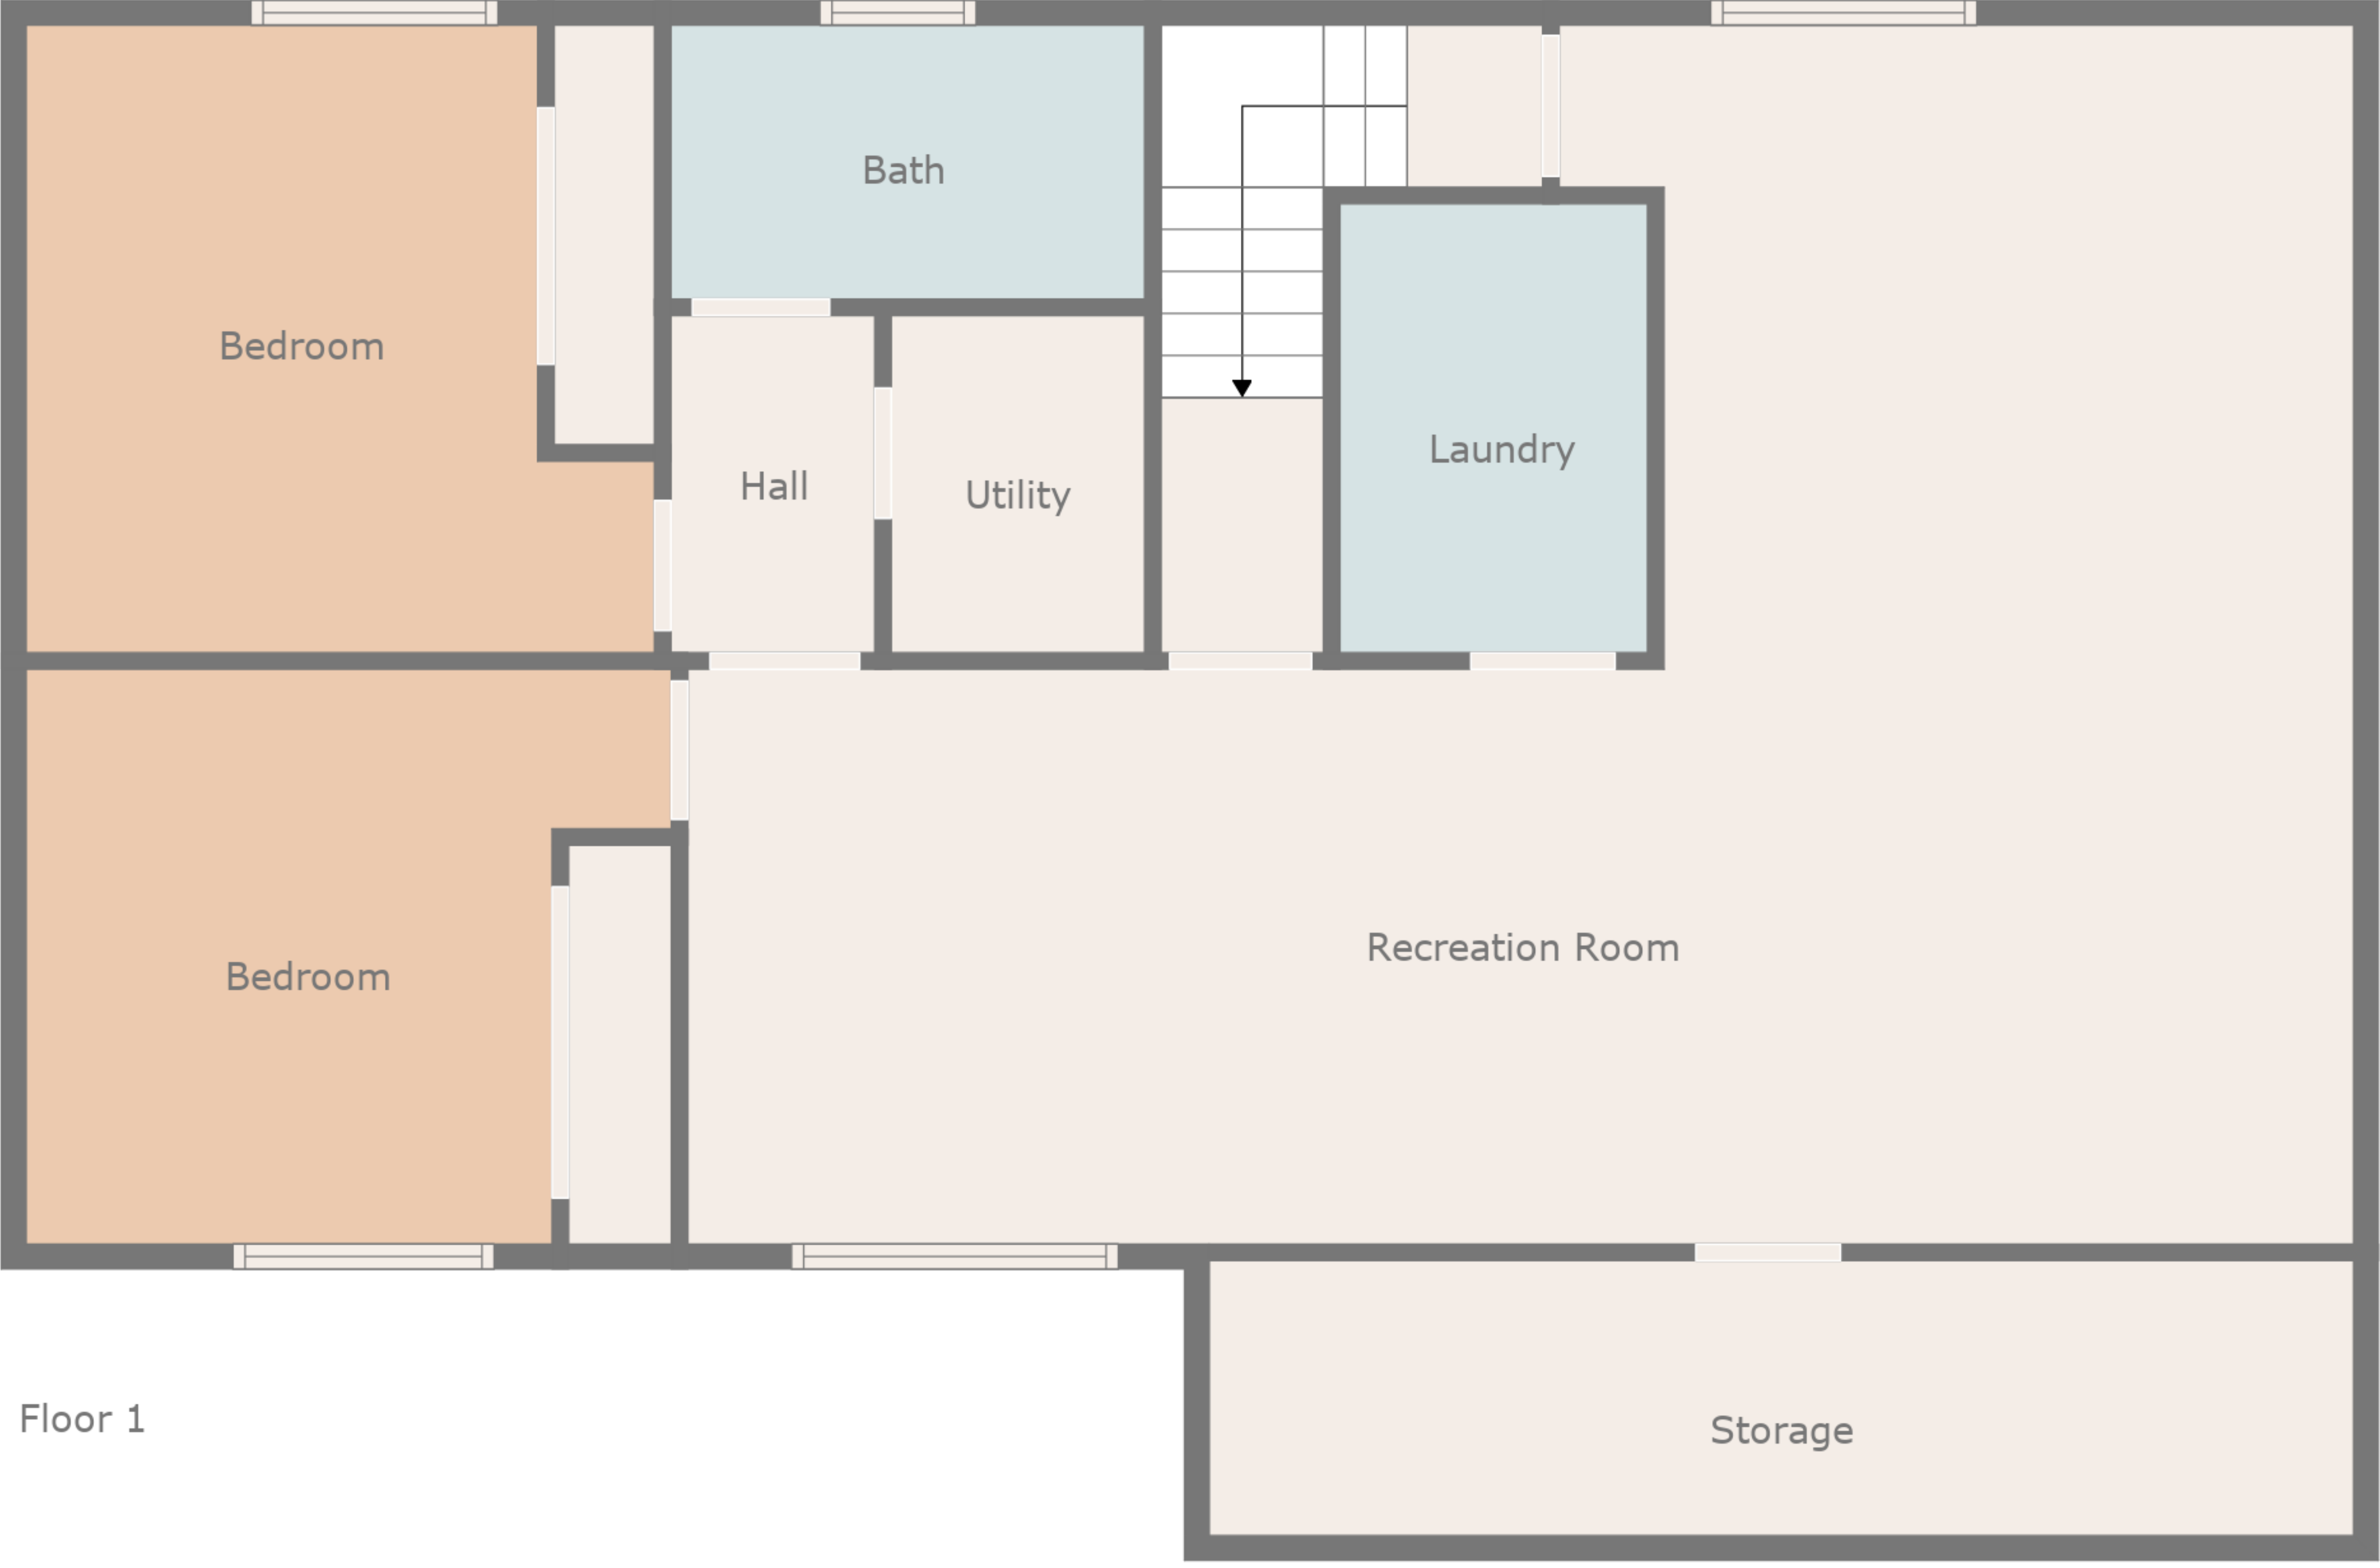 Bath
Bedroom
Laundry
Hall
Utility
Recreation Room
Bedroom
Floor 1
Storage